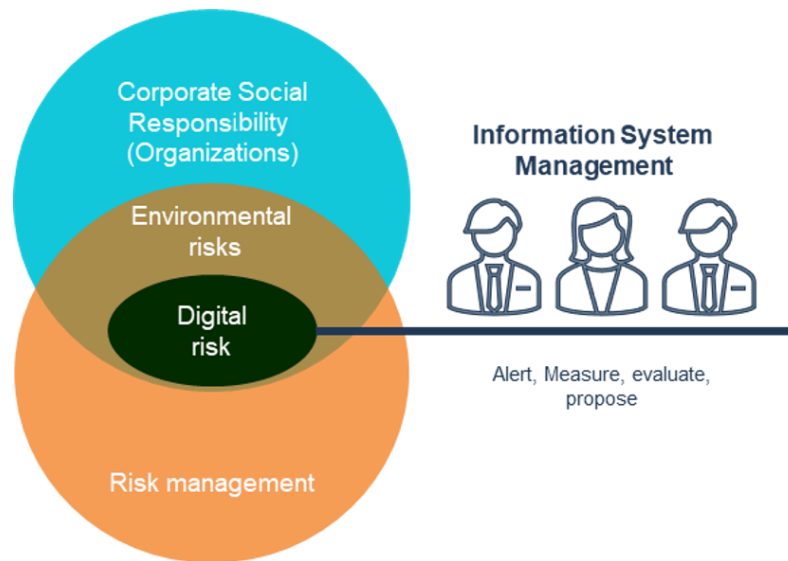 Corporate Social
Responsibility
(Organizations)
Environmental
risks
Digital
risk
Risk management
Information System
Management
Alert, Measure, evaluate,
propose